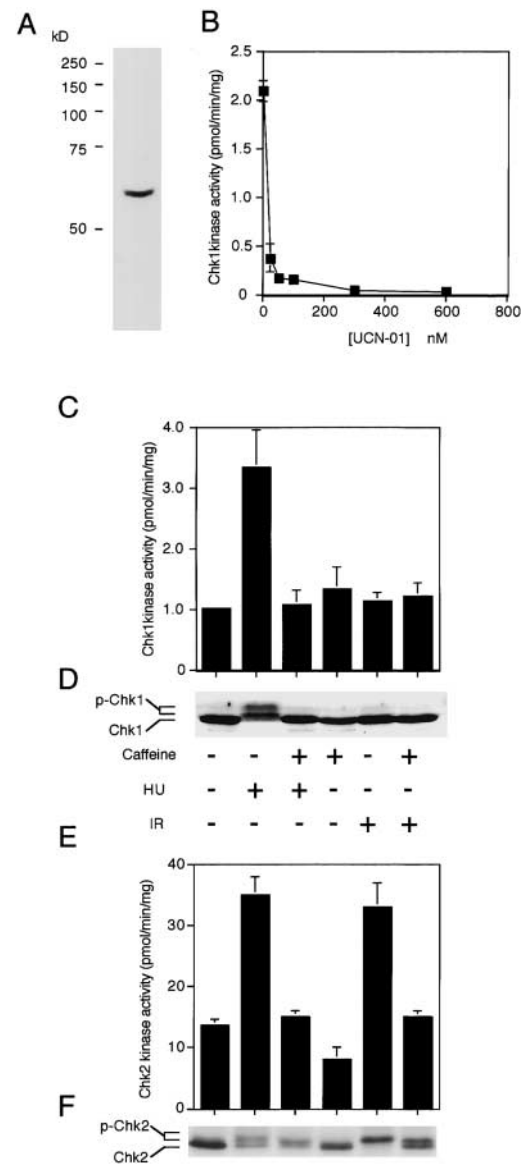 A
kD
250
150
100
75
50
B
Chk1kinase activity (pmol/min/mg)
2.5
2.0
1.5
1.0
0.5
0
0 200 400 600 800
[UCN-01] nM
C
Chk1kinase activity (pmol/min/mg)
4.0
3.0
2.0
1.0
0
D
p-Chk1
Chk1
Caffeine - - + + - +
HU - + + - - -
IR - - - - + +
E
Chk2 kinase activity (pmol/min/mg)
40
30
20
10
0
F
p-Chk2
Chk2